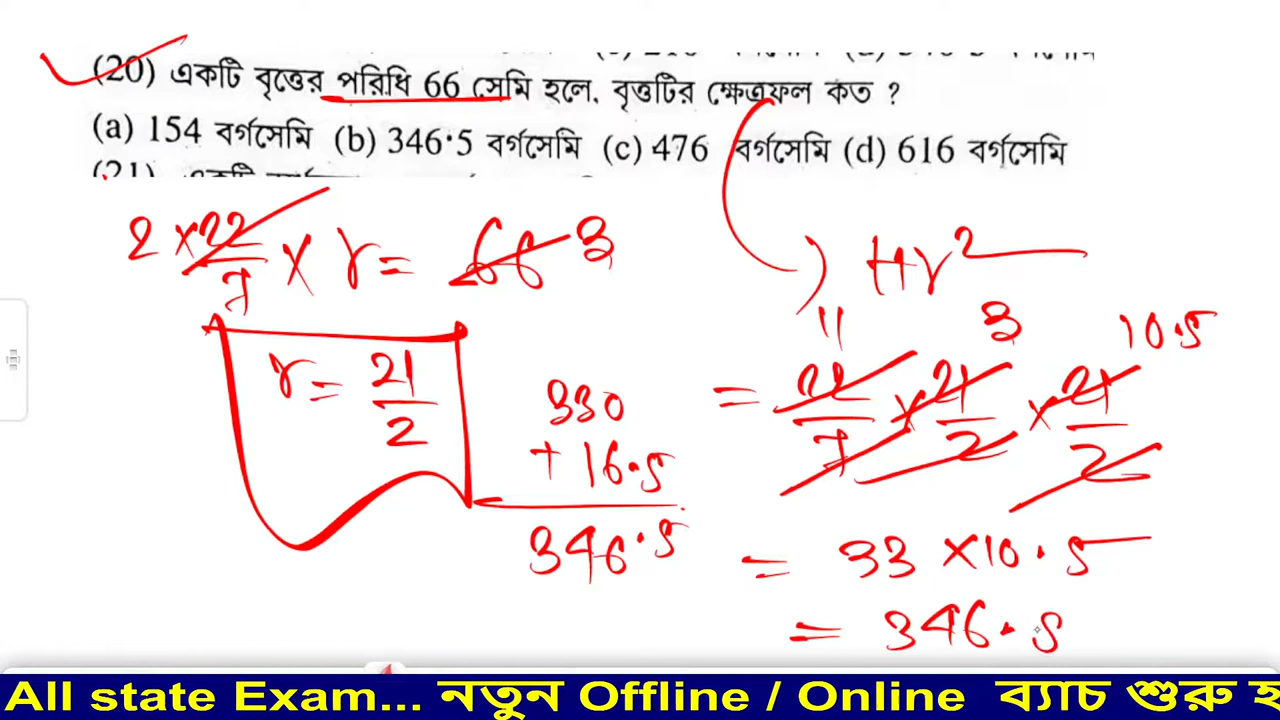 (20) একটি বৃত্তের পরিধি 66 সেমি হলে, বৃত্তটির ক্ষেত্রফল কত ?
(a) 154 বর্গসেমি (b) 346·5 বর্গসেমি (c) 476 বর্গসেমি (d) 616 বর্গসেমি
(21)
2 × 22/7 × r = 66 3
r = 21/2
330
+ 16.5
346.5
πr²
11 3 10.5
= 22/7 × 21/2 × 21/2
= 33 × 10.5
= 346.5
All state Exam... নতুন Offline / Online ব্যাচ শুরু হ